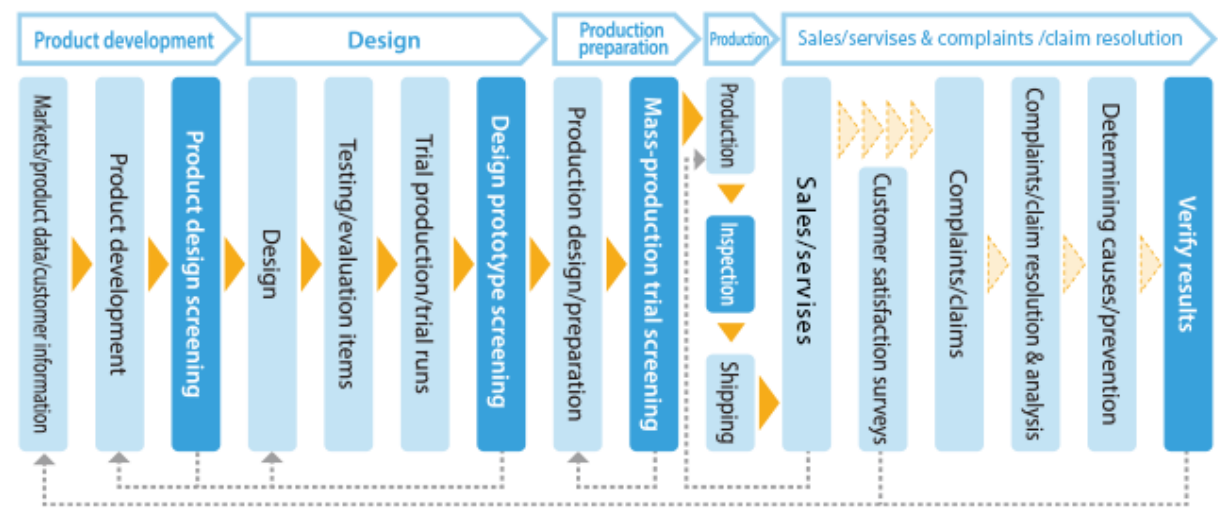 Product development
Design
Production
preparation
Production
Sales/servises & complaints /claim resolution
Markets/product data/customer information
Product development
Product design screening
Design
Testing/evaluation items
Trial production/trial runs
Design prototype screening
Production design/preparation
Mass-production trial screening
Production
Inspection
Shipping
Sales/servises
Customer satisfaction surveys
Complaints/claims
Complaints/claim resolution & analysis
Determining causes/prevention
Verify results